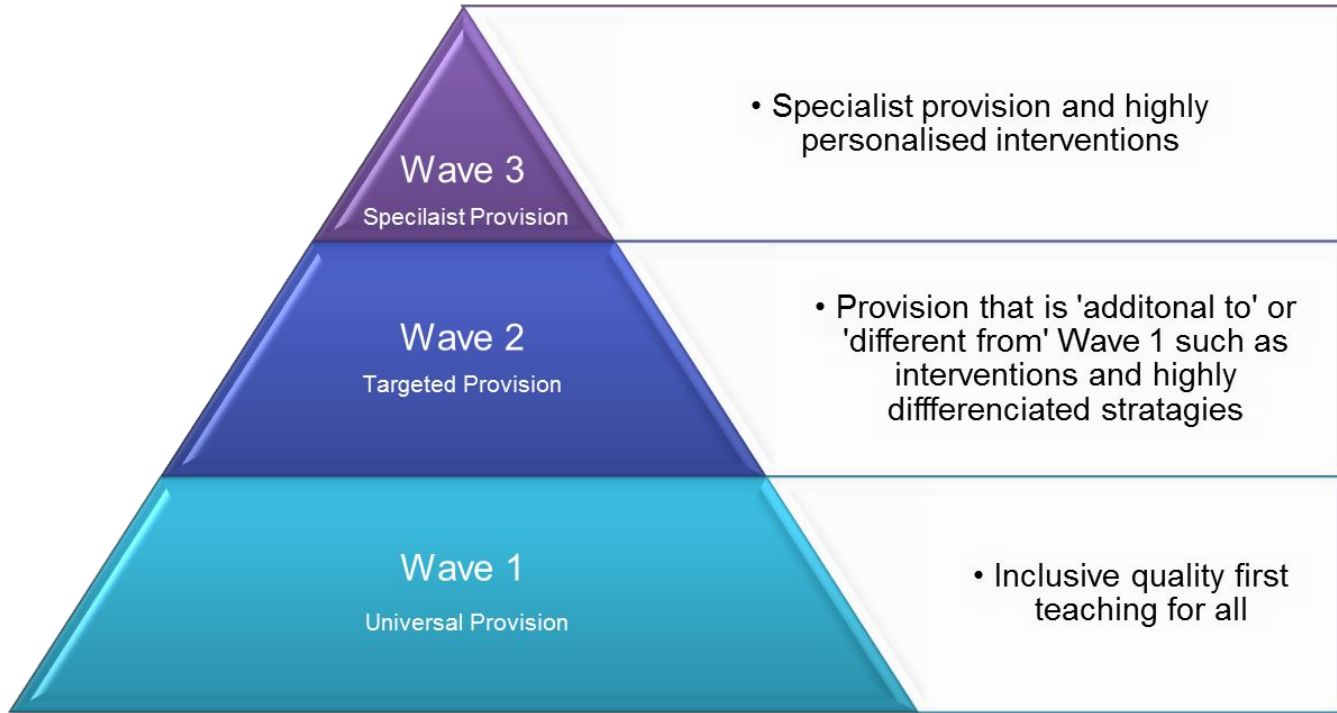 Wave 3
Specilaist Provision
• Specialist provision and highly
personalised interventions
Wave 2
Targeted Provision
• Provision that is 'additonal to' or
'different from' Wave 1 such as
interventions and highly
diffferenciated stratagies
Wave 1
Universal Provision
• Inclusive quality first
teaching for all